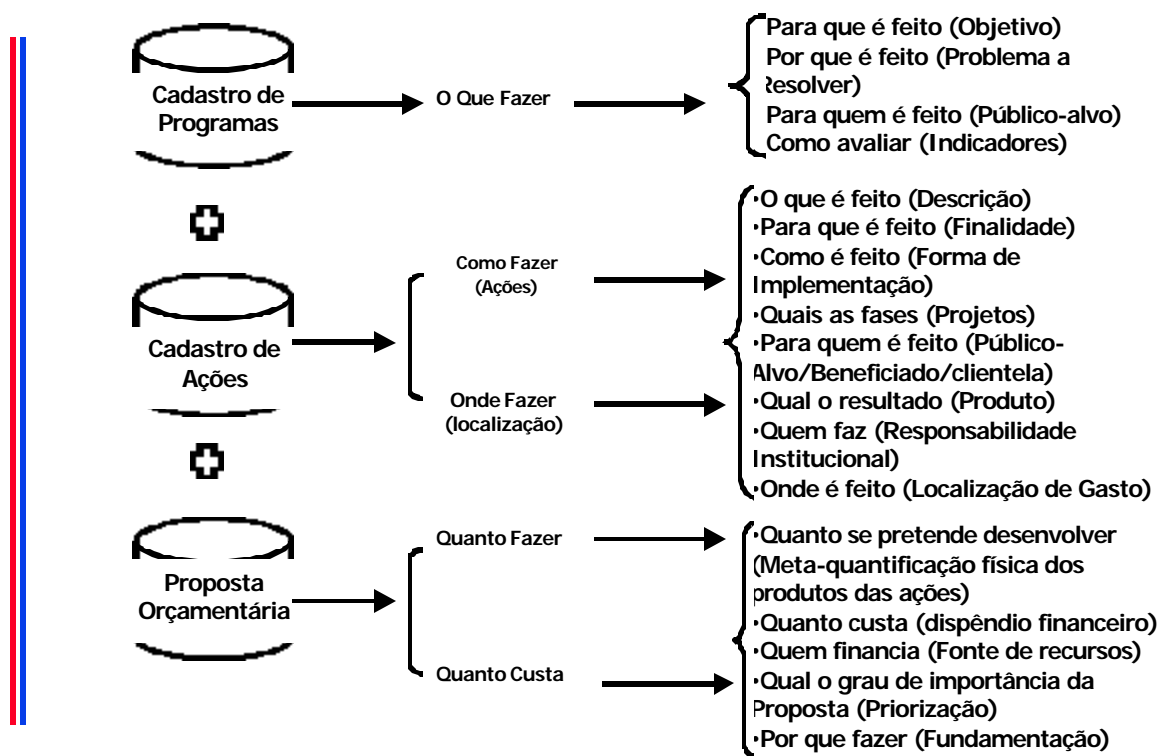 Cadastro de
Programas
O Que Fazer
Para que é feito (Objetivo)
Por que é feito (Problema a
Resolver)
Para quem é feito (Público-alvo)
Como avaliar (Indicadores)
Cadastro de
Ações
Como Fazer
(Ações)
Onde Fazer
(localização)
·O que é feito (Descrição)
·Para que é feito (Finalidade)
·Como é feito (Forma de
Implementação)
·Quais as fases (Projetos)
·Para quem é feito (Público-
Alvo/Beneficiado/clientela)
·Qual o resultado (Produto)
·Quem faz (Responsabilidade
Institucional)
·Onde é feito (Localização de Gasto)
Proposta
Orçamentária
Quanto Fazer
Quanto Custa
·Quanto se pretende desenvolver
(Meta-quantificação física dos
produtos das ações)
·Quanto custa (dispêndio financeiro)
·Quem financia (Fonte de recursos)
·Qual o grau de importância da
Proposta (Priorização)
·Por que fazer (Fundamentação)